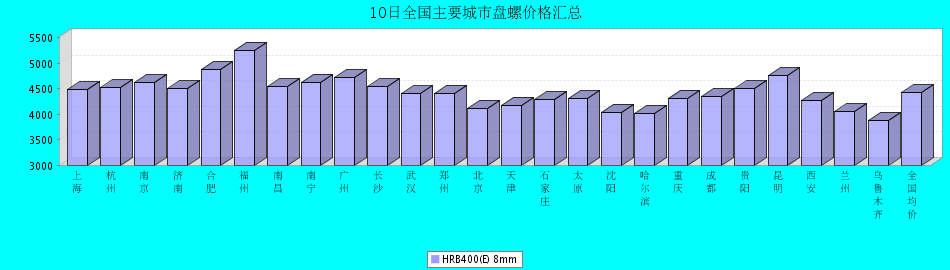 10日全国主要城市盘螺价格汇总
5500
5000
4500
4000
3500
3000
上海 杭州 南京 济南 合肥 福州 南昌 南宁 广州 长沙 武汉 郑州 北京 天津 石家庄 太原 沈阳 哈尔滨 重庆 成都 贵阳 昆明 西安 兰州 乌鲁木齐 全国均价
HRB400(E) 8mm